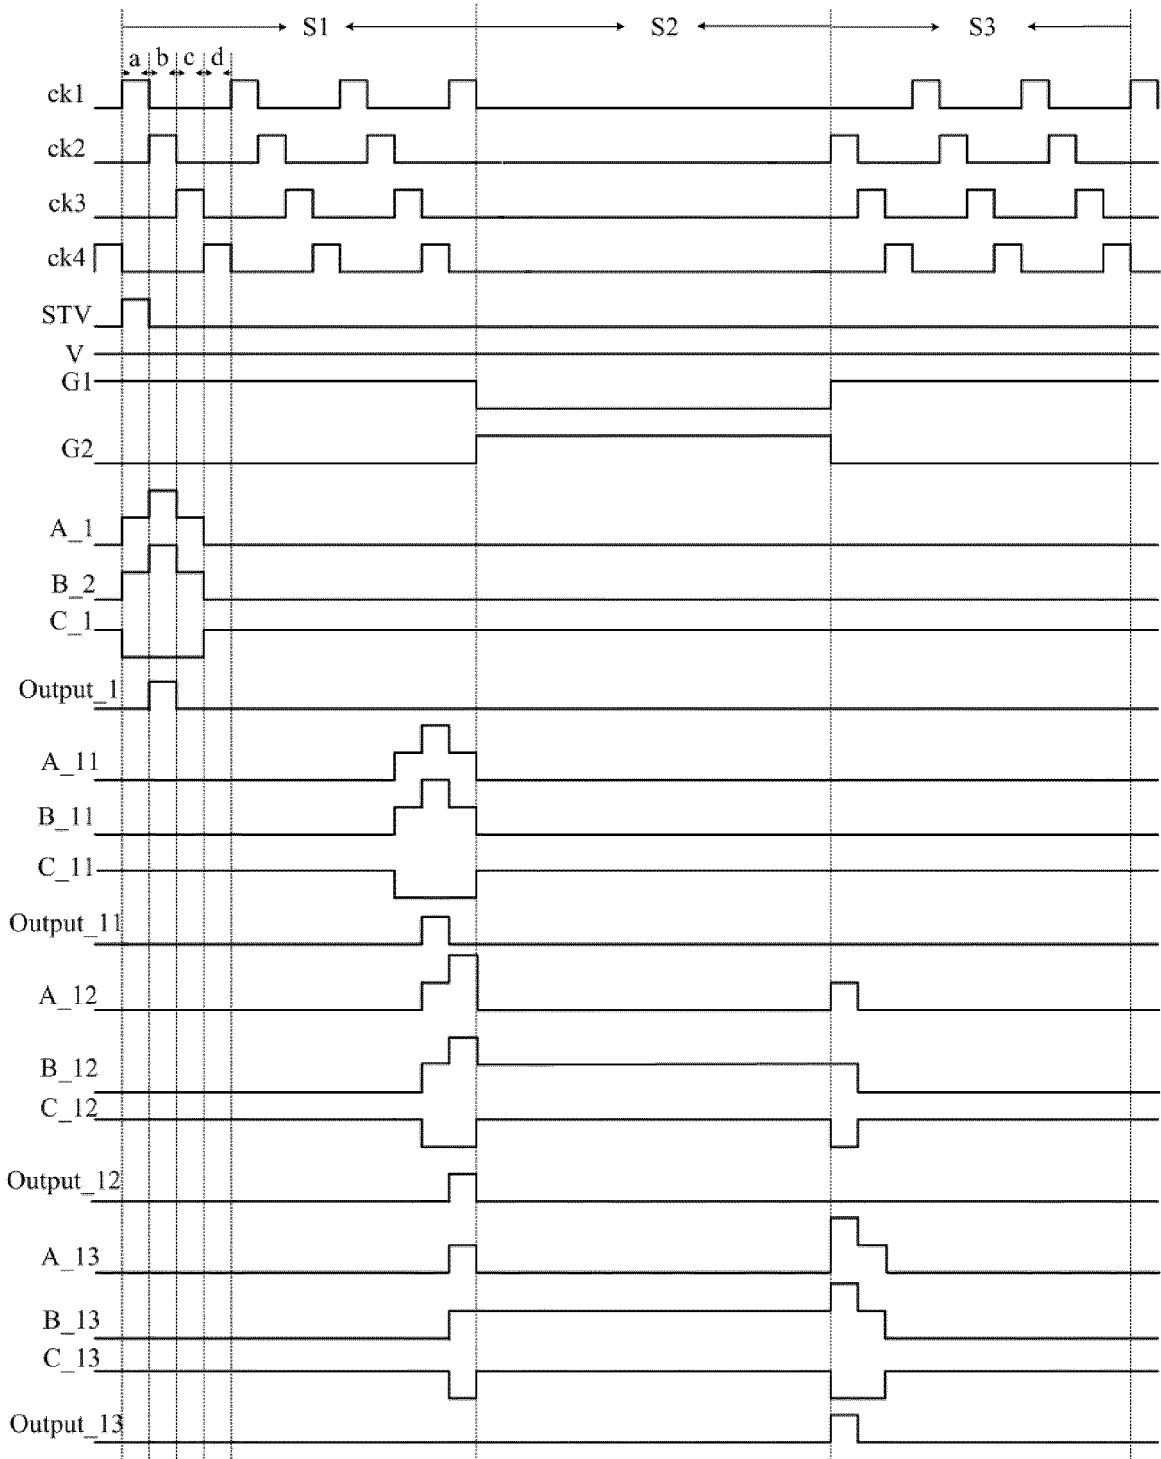 S1 S2 S3
a b c d
ck1
ck2
ck3
ck4
STV
V
G1
G2
A_1
B_2
C_1
Output_1
A_11
B_11
C_11
Output_11
A_12
B_12
C_12
Output_12
A_13
B_13
C_13
Output_13